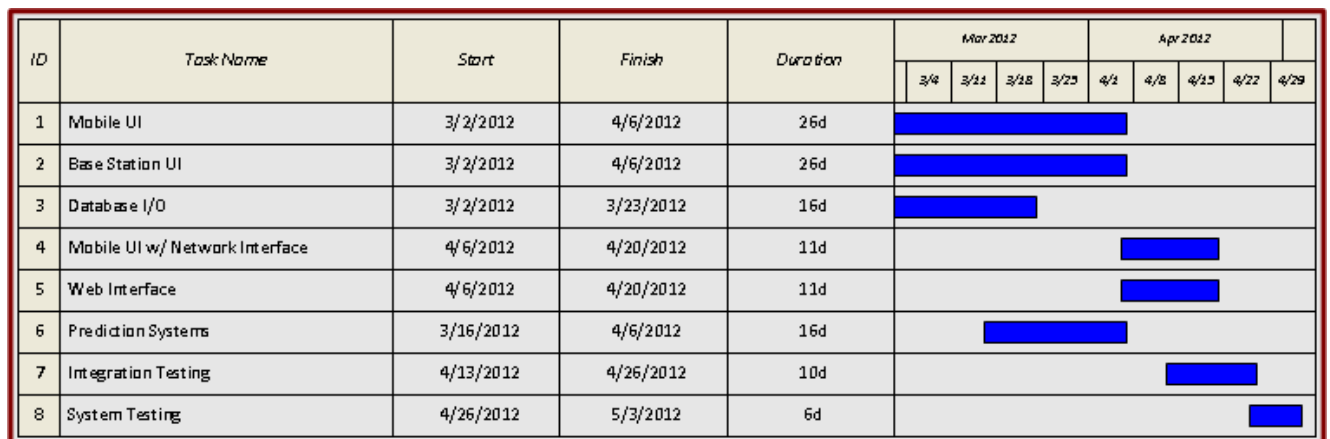 ID Task Name Start Finish Duration Mar 2012 Apr 2012
3/4 3/11 3/18 3/25 4/1 4/8 4/15 4/22 4/29
1 Mobile UI 3/2/2012 4/6/2012 26d
2 Base Station UI 3/2/2012 4/6/2012 26d
3 Database I/O 3/2/2012 3/23/2012 16d
4 Mobile UI w/ Network Interface 4/6/2012 4/20/2012 11d
5 Web Interface 4/6/2012 4/20/2012 11d
6 Prediction Systems 3/16/2012 4/6/2012 16d
7 Integration Testing 4/13/2012 4/26/2012 10d
8 System Testing 4/26/2012 5/3/2012 6d